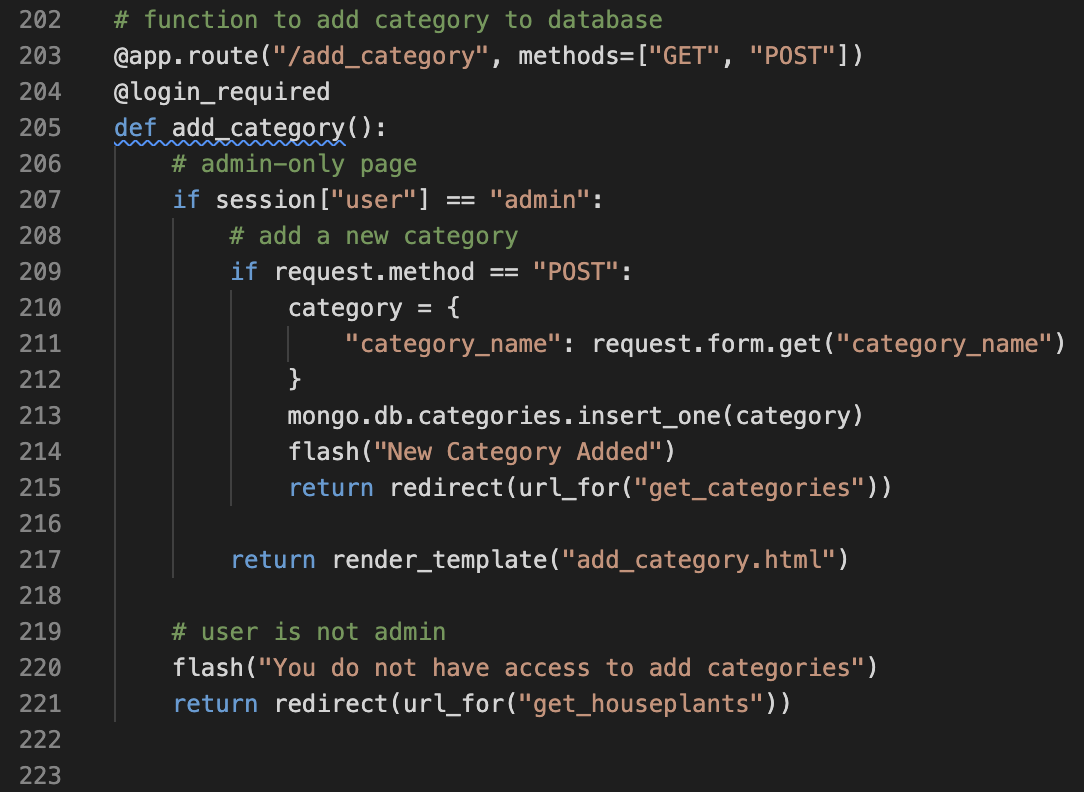 202 # function to add category to database
203 @app.route("/add_category", methods=["GET", "POST"])
204 @login_required
205 def add_category():
206     # admin-only page
207     if session["user"] == "admin":
208         # add a new category
209         if request.method == "POST":
210             category = {
211                 "category_name": request.form.get("category_name")
212             }
213             mongo.db.categories.insert_one(category)
214             flash("New Category Added")
215             return redirect(url_for("get_categories"))
216
217         return render_template("add_category.html")
218
219     # user is not admin
220     flash("You do not have access to add categories")
221     return redirect(url_for("get_houseplants"))
222
223